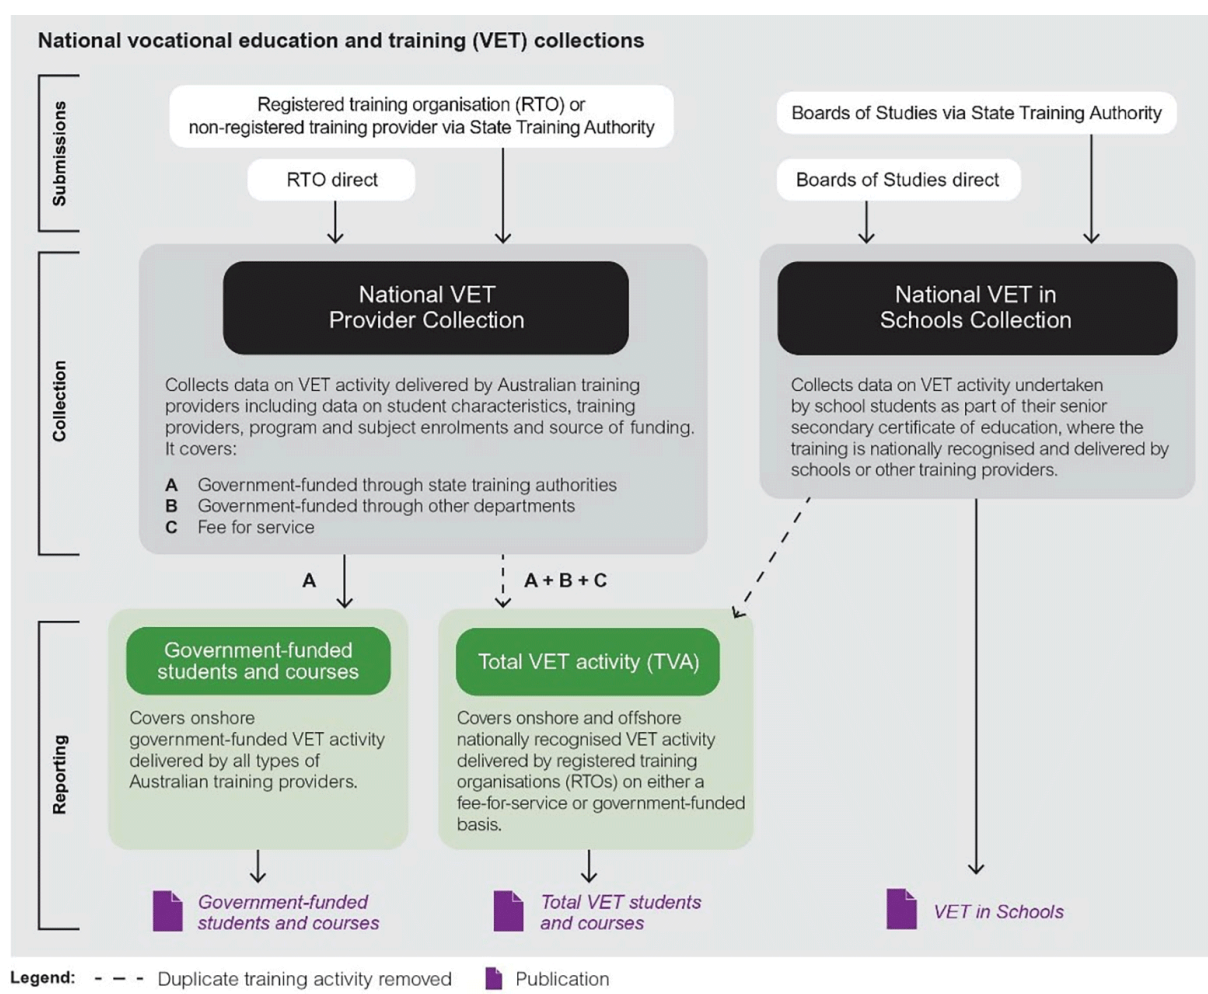 National vocational education and training (VET) collections
Submissions
Registered training organisation (RTO) or
non-registered training provider via State Training Authority
RTO direct
Boards of Studies via State Training Authority
Boards of Studies direct
Collection
National VET
Provider Collection
Collects data on VET activity delivered by Australian training
providers including data on student characteristics, training
providers, program and subject enrolments and source of funding.
It covers:
A Government-funded through state training authorities
B Government-funded through other departments
C Fee for service
National VET in
Schools Collection
Collects data on VET activity undertaken
by school students as part of their senior
secondary certificate of education, where the
training is nationally recognised and delivered by
schools or other training providers.
A
A + B + C
Reporting
Government-funded
students and courses
Covers onshore
government-funded VET activity
delivered by all types of
Australian training providers.
Total VET activity (TVA)
Covers onshore and offshore
nationally recognised VET activity
delivered by registered training
organisations (RTOs) on either a
fee-for-service or government-funded
basis.
Government-funded
students and courses
Total VET students
and courses
VET in Schools
Legend: Duplicate training activity removed Publication